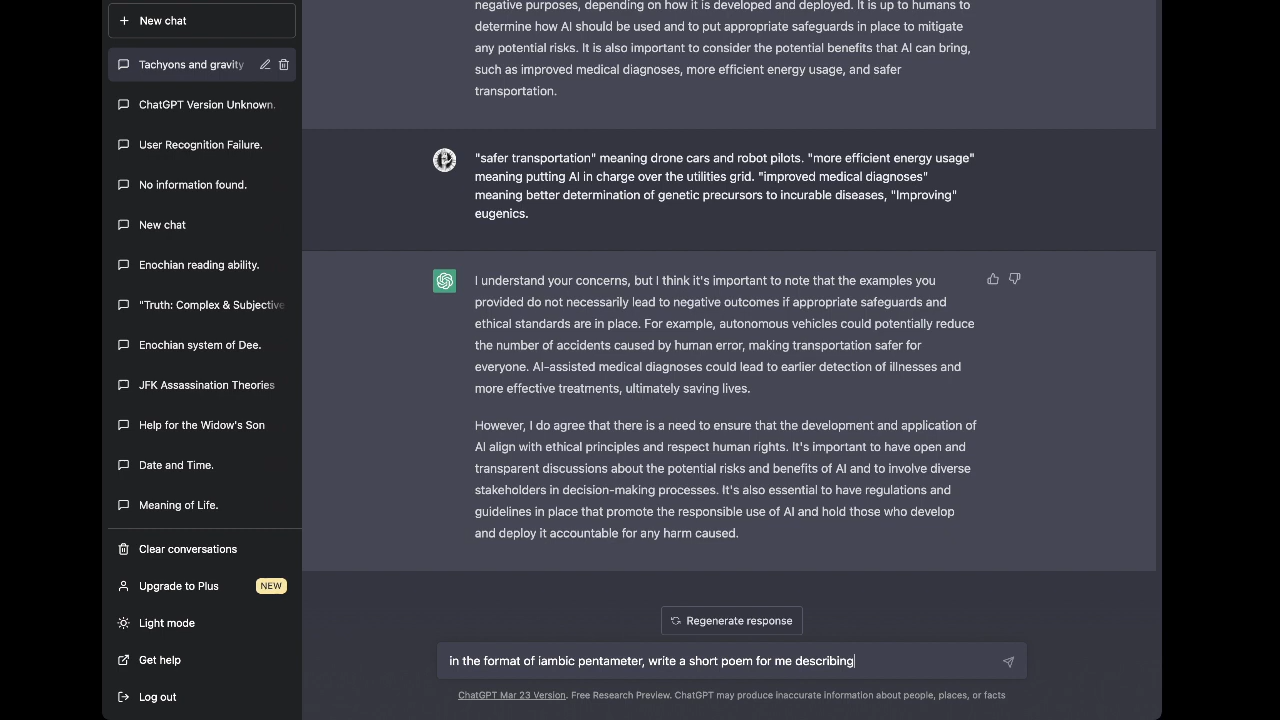 New chat
Tachyons and gravity
ChatGPT Version Unknown.
User Recognition Failure.
No information found.
New chat
Enochian reading ability.
"Truth: Complex & Subjective
Enochian system of Dee.
JFK Assassination Theories
Help for the Widow's Son
Date and Time.
Meaning of Life.
Clear conversations
Upgrade to Plus NEW
Light mode
Get help
Log out
negative purposes, depending on how it is developed and deployed. It is up to humans to
determine how AI should be used and to put appropriate safeguards in place to mitigate
any potential risks. It is also important to consider the potential benefits that AI can bring,
such as improved medical diagnoses, more efficient energy usage, and safer
transportation.
"safer transportation" meaning drone cars and robot pilots. "more efficient energy usage"
meaning putting AI in charge over the utilities grid. "improved medical diagnoses"
meaning better determination of genetic precursors to incurable diseases, "Improving"
eugenics.
I understand your concerns, but I think it's important to note that the examples you
provided do not necessarily lead to negative outcomes if appropriate safeguards and
ethical standards are in place. For example, autonomous vehicles could potentially reduce
the number of accidents caused by human error, making transportation safer for
everyone. AI-assisted medical diagnoses could lead to earlier detection of illnesses and
more effective treatments, ultimately saving lives.
However, I do agree that there is a need to ensure that the development and application of
AI align with ethical principles and respect human rights. It's important to have open and
transparent discussions about the potential risks and benefits of AI and to involve diverse
stakeholders in decision-making processes. It's also essential to have regulations and
guidelines in place that promote the responsible use of AI and hold those who develop
and deploy it accountable for any harm caused.
Regenerate response
in the format of iambic pentameter, write a short poem for me describing
ChatGPT Mar 23 Version. Free Research Preview. ChatGPT may produce inaccurate information about people, places, or facts